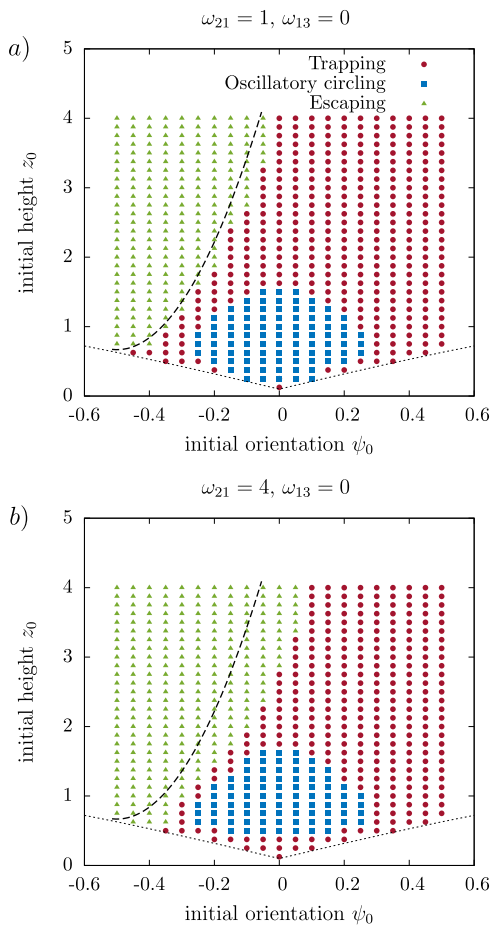 ω₂₁ = 1, ω₁₃ = 0
a)
Trapping
Oscillatory circling
Escaping
initial height z₀
5
4
3
2
1
0
-0.6 -0.4 -0.2 0 0.2 0.4 0.6
initial orientation ψ₀
ω₂₁ = 4, ω₁₃ = 0
b)
initial height z₀
5
4
3
2
1
0
-0.6 -0.4 -0.2 0 0.2 0.4 0.6
initial orientation ψ₀